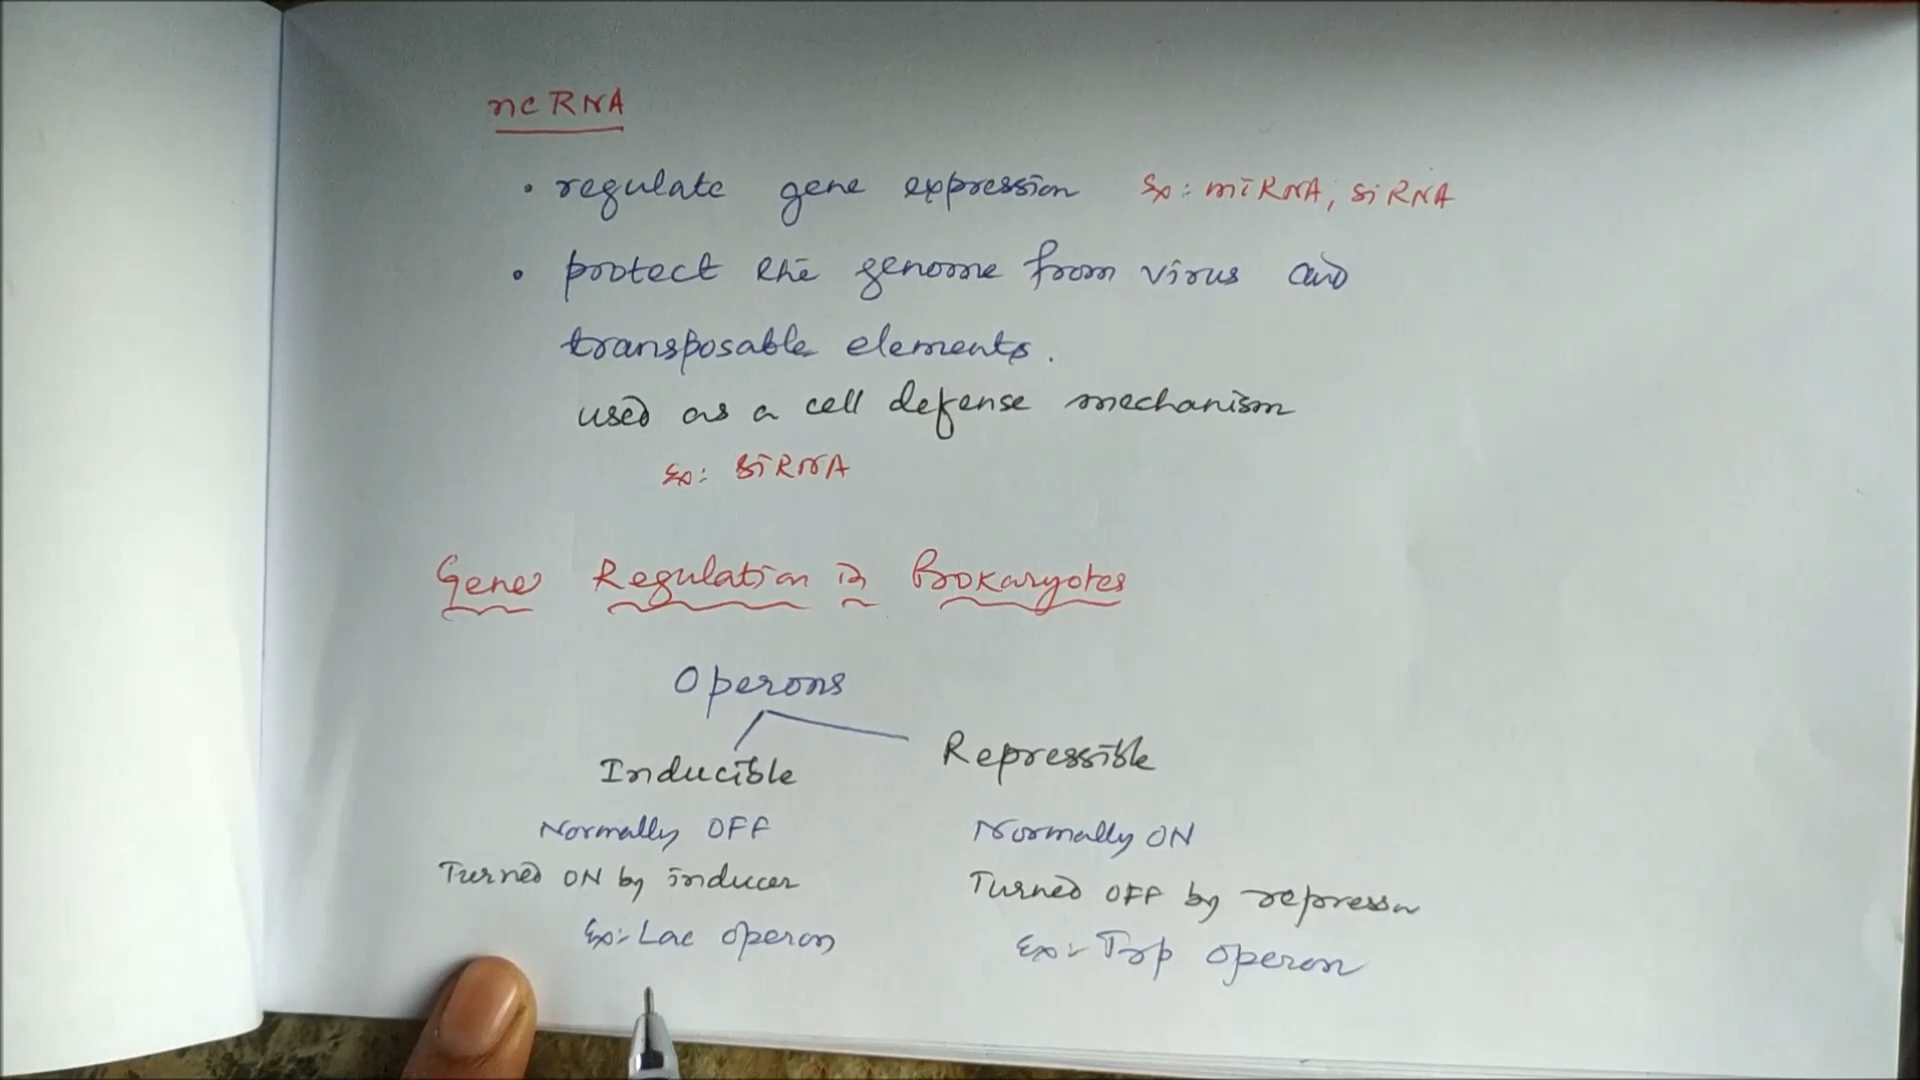 ncRNA
• regulate gene expression Ex: miRNA, siRNA
• protect the genome from virus and
transposable elements.
used as a cell defense mechanism
Ex: siRNA
Gene Regulation in Prokaryotes
Operons
Inducible Repressible
Normally OFF Normally ON
Turned ON by inducer Turned OFF by repressor
Ex:- Lac operon Ex:- Trp operon